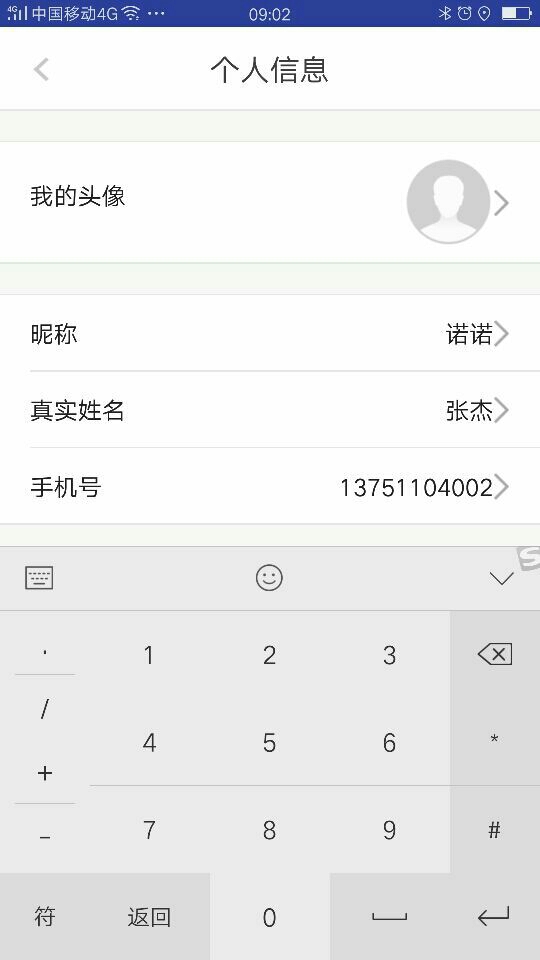 4G 中国移动4G ··· 09:02
个人信息
我的头像
昵称 诺诺
真实姓名 张杰
手机号 13751104002
S
. 1 2 3
/
4 5 6 *
+
_ 7 8 9 #
符 返回 0